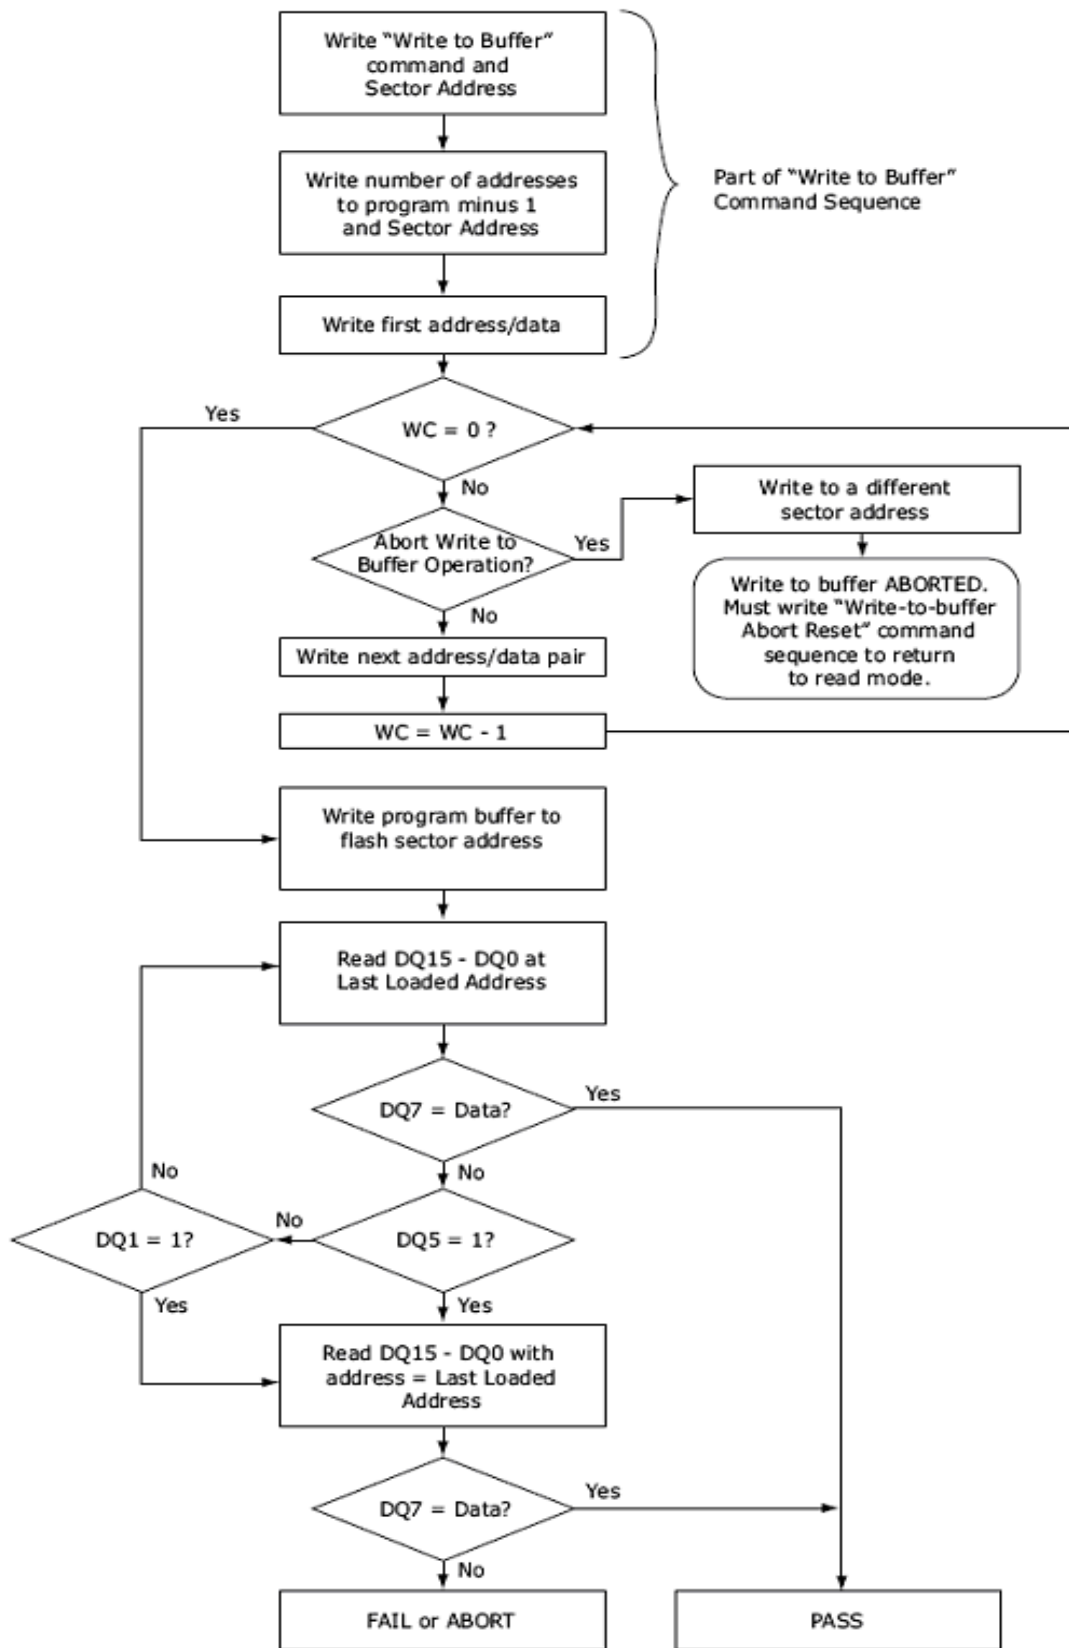 Write “Write to Buffer”
command and
Sector Address
Write number of addresses
to program minus 1
and Sector Address
Part of “Write to Buffer”
Command Sequence
Write first address/data
Yes
WC = 0 ?
No
Write to a different
sector address
Abort Write to
Buffer Operation?
Yes
Write to buffer ABORTED.
Must write “Write-to-buffer
Abort Reset” command
sequence to return
to read mode.
No
Write next address/data pair
WC = WC - 1
Write program buffer to
flash sector address
Read DQ15 - DQ0 at
Last Loaded Address
Yes
DQ7 = Data?
No
No
No
DQ1 = 1?
DQ5 = 1?
Yes
Yes
Read DQ15 - DQ0 with
address = Last Loaded
Address
Yes
DQ7 = Data?
No
FAIL or ABORT
PASS